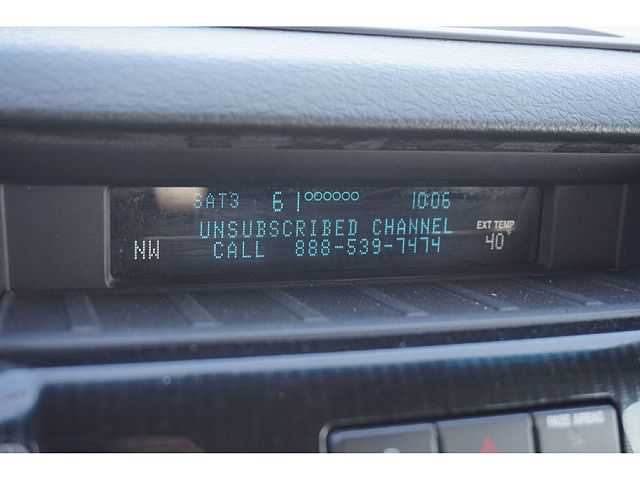 SAT3 61 10:06
UNSUBSCRIBED CHANNEL
CALL 888-539-7474
NW
EXT TEMP
40°